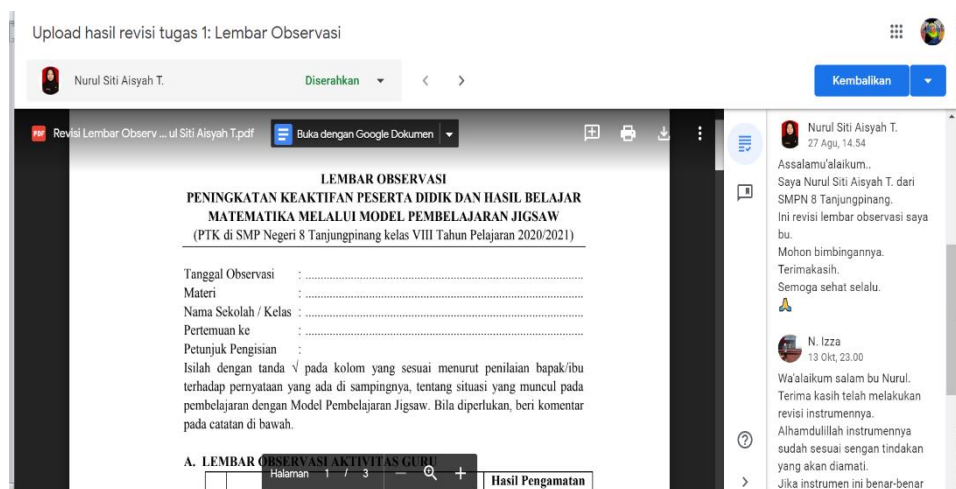 Upload hasil revisi tugas 1: Lembar Observasi
Nurul Siti Aisyah T.
Diserahkan
Kembalikan
PDF
Revisi Lembar Observ ... ul Siti Aisyah T.pdf
Buka dengan Google Dokumen
LEMBAR OBSERVASI
PENINGKATAN KEAKTIFAN PESERTA DIDIK DAN HASIL BELAJAR
MATEMATIKA MELALUI MODEL PEMBELAJARAN JIGSAW
(PTK di SMP Negeri 8 Tanjungpinang kelas VIII Tahun Pelajaran 2020/2021)
Tanggal Observasi : ................................................................
Materi : ................................................................
Nama Sekolah / Kelas : ................................................................
Pertemuan ke : ................................................................
Petunjuk Pengisian :
Isilah dengan tanda √ pada kolom yang sesuai menurut penilaian bapak/ibu
terhadap pernyataan yang ada di sampingnya, tentang situasi yang muncul pada
pembelajaran dengan Model Pembelajaran Jigsaw. Bila diperlukan, beri komentar
pada catatan di bawah.
A. LEMBAR OBSERVASI AKTIVITAS GURU
Halaman 1 / 3
Hasil Pengamatan
Nurul Siti Aisyah T.
27 Agu, 14.54
Assalamu'alaikum..
Saya Nurul Siti Aisyah T. dari
SMPN 8 Tanjungpinang.
Ini revisi lembar observasi saya
bu.
Mohon bimbingannya.
Terimakasih.
Semoga sehat selalu.
🙏
N. Izza
13 Okt, 23.00
Wa'alaikum salam bu Nurul.
Terima kasih telah melakukan
revisi instrumennya.
Alhamdulillah instrumennya
sudah sesuai sengan tindakan
yang akan diamati.
Jika instrumen ini benar-benar